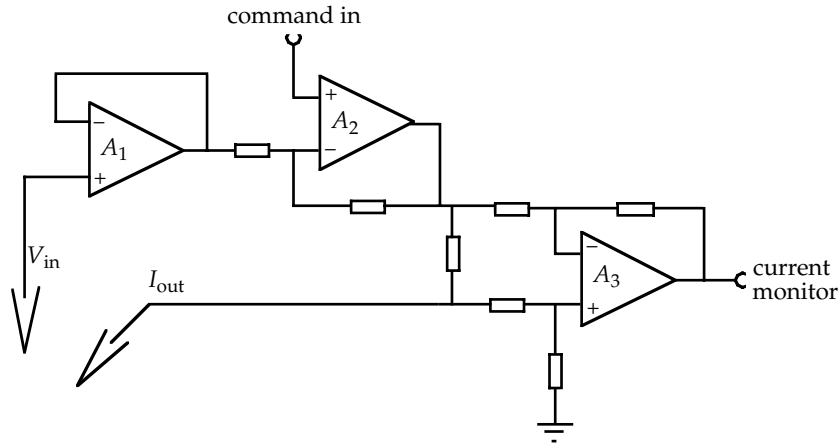 command in
+
A2
−
−
A1
+
Vin
Iout
−
A3
+
current
monitor